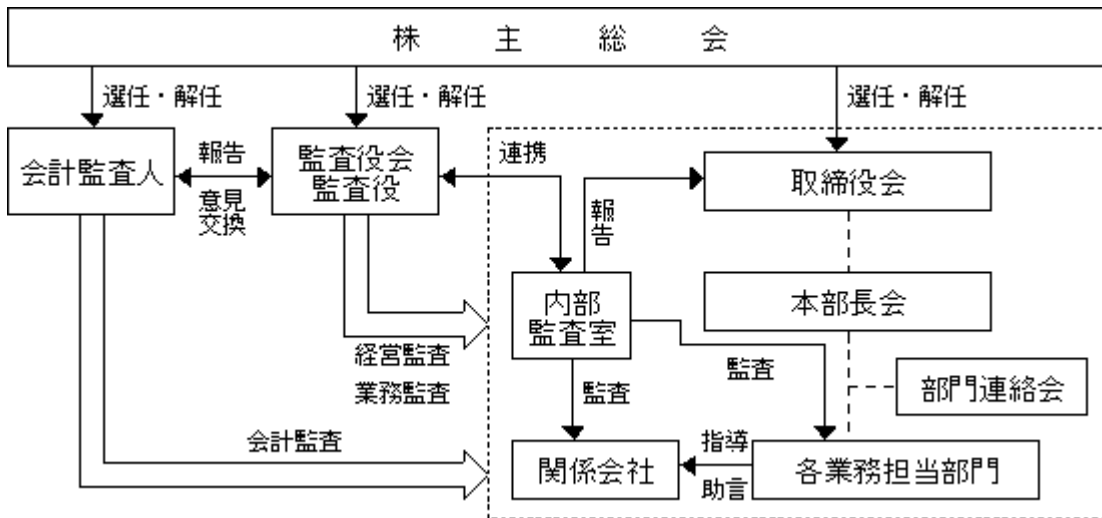 株主総会
選任・解任
選任・解任
選任・解任
会計監査人
報告
意見
交換
監査役会
監査役
連携
報告
取締役会
内部
監査室
本部長会
経営監査
業務監査
監査
監査
部門連絡会
会計監査
関係会社
指導
助言
各業務担当部門